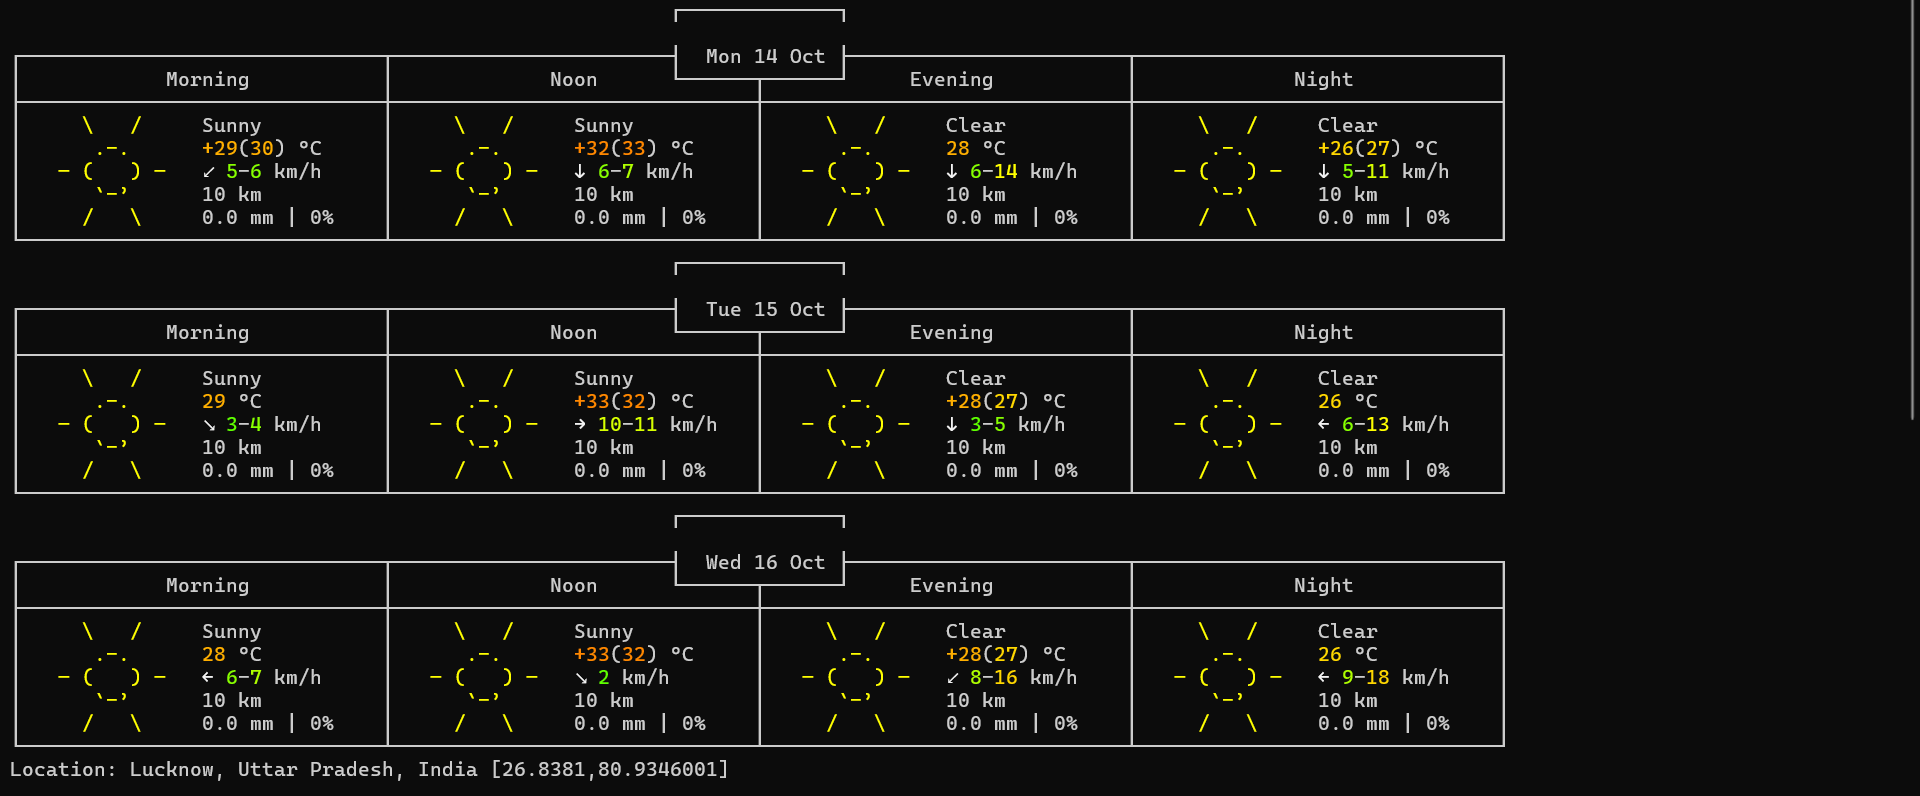 Mon 14 Oct
Morning Noon Evening Night
Sunny Sunny Clear Clear
+29(30) °C +32(33) °C 28 °C +26(27) °C
↙ 5-6 km/h ↓ 6-7 km/h ↓ 6-14 km/h ↓ 5-11 km/h
10 km 10 km 10 km 10 km
0.0 mm | 0% 0.0 mm | 0% 0.0 mm | 0% 0.0 mm | 0%
Tue 15 Oct
Morning Noon Evening Night
Sunny Sunny Clear Clear
29 °C +33(32) °C +28(27) °C 26 °C
↘ 3-4 km/h → 10-11 km/h ↓ 3-5 km/h ← 6-13 km/h
10 km 10 km 10 km 10 km
0.0 mm | 0% 0.0 mm | 0% 0.0 mm | 0% 0.0 mm | 0%
Wed 16 Oct
Morning Noon Evening Night
Sunny Sunny Clear Clear
28 °C +33(32) °C +28(27) °C 26 °C
← 6-7 km/h ↘ 2 km/h ↙ 8-16 km/h ← 9-18 km/h
10 km 10 km 10 km 10 km
0.0 mm | 0% 0.0 mm | 0% 0.0 mm | 0% 0.0 mm | 0%
Location: Lucknow, Uttar Pradesh, India [26.8381,80.9346001]